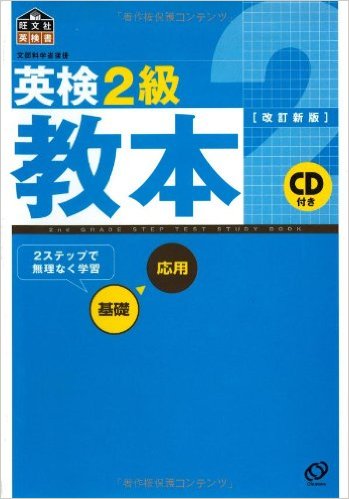 「著作権保護コンテンツ」
旺文社
英検書
文部科学省後援
英検2級
[改訂新版]
2
教本
CD
付き
2ND GRADE STEP TEST STUDY BOOK
2ステップで
無理なく学習
応用
基礎
Obunsha
「著作権保護コンテンツ」